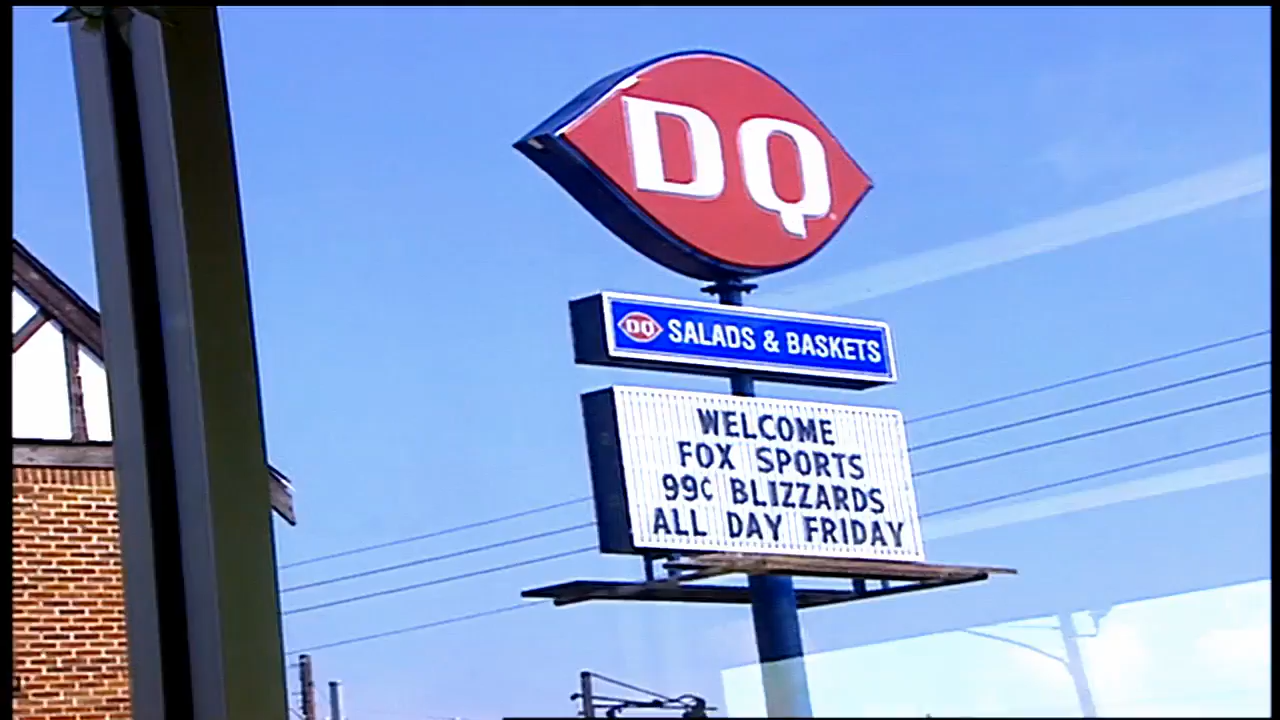 DQ
DQ SALADS & BASKETS
WELCOME
FOX SPORTS
99¢ BLIZZARDS
ALL DAY FRIDAY